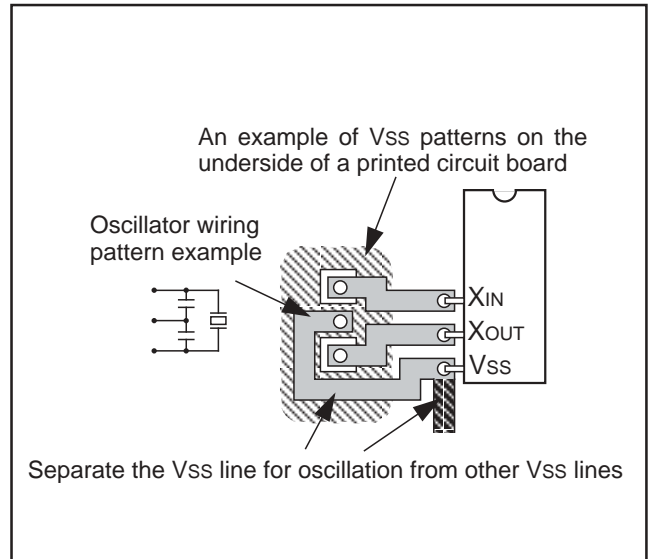 An example of VSS patterns on the
underside of a printed circuit board
Oscillator wiring
pattern example
XIN
XOUT
VSS
Separate the VSS line for oscillation from other VSS lines